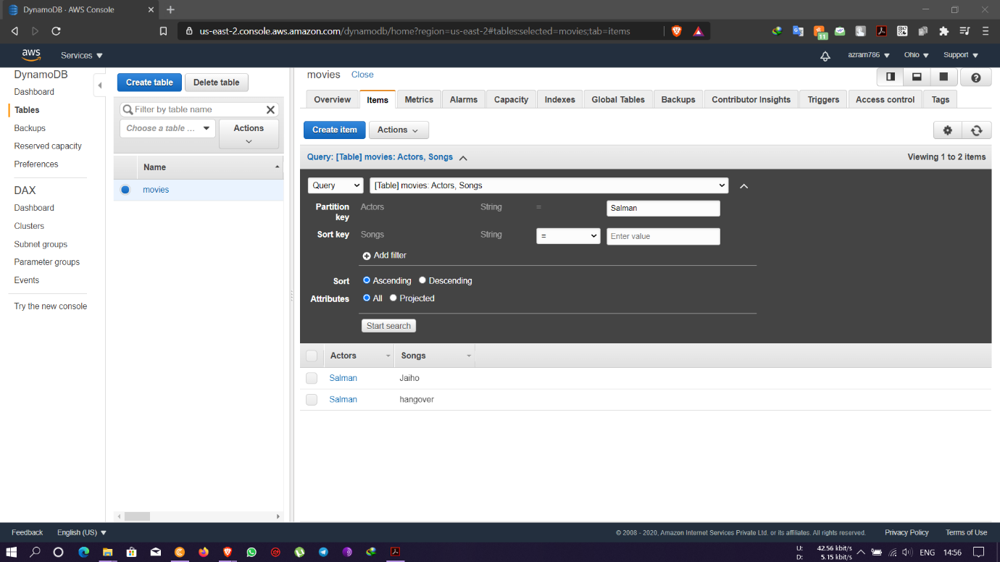 DynamoDB · AWS Console
us-east-2.console.aws.amazon.com/dynamodb/home?region=us-east-2#tables:selected=movies;tab=items
11
aws
Services
azram786
Ohio
Support
DynamoDB
Dashboard
Tables
Backups
Reserved capacity
Preferences
DAX
Dashboard
Clusters
Subnet groups
Parameter groups
Events
Try the new console
Create table
Delete table
Filter by table name
Choose a table ...
Actions
Name
movies
movies Close
Overview Items Metrics Alarms Capacity Indexes Global Tables Backups Contributor Insights Triggers Access control Tags
Create item Actions
Query: [Table] movies: Actors, Songs Viewing 1 to 2 items
Query [Table] movies: Actors, Songs
Partition key Actors String = Salman
Sort key Songs String = Enter value
Add filter
Sort Ascending Descending
Attributes All Projected
Start search
Actors Songs
Salman Jaiho
Salman hangover
Feedback English (US) © 2008 - 2020, Amazon Internet Services Private Ltd. or its affiliates. All rights reserved. Privacy Policy Terms of Use
U: 42.56 kbit/s
D: 5.15 kbit/s
ENG 14:56